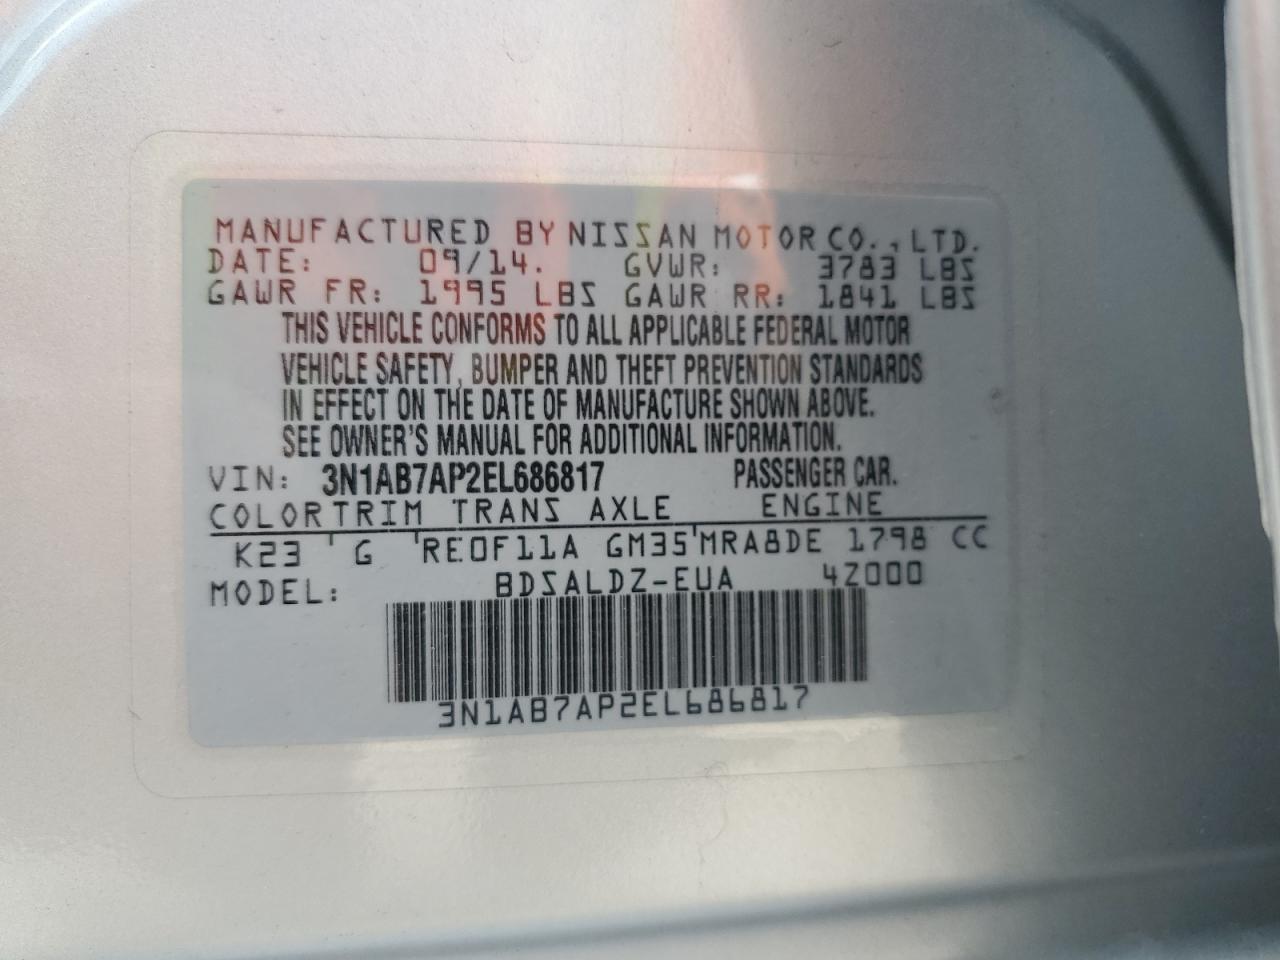 MANUFACTURED BY NISSAN MOTOR CO., LTD.
DATE: 09/14. GVWR: 3783 LBS
GAWR FR: 1995 LBS GAWR RR: 1841 LBS
THIS VEHICLE CONFORMS TO ALL APPLICABLE FEDERAL MOTOR
VEHICLE SAFETY, BUMPER AND THEFT PREVENTION STANDARDS
IN EFFECT ON THE DATE OF MANUFACTURE SHOWN ABOVE.
SEE OWNER'S MANUAL FOR ADDITIONAL INFORMATION.
VIN: 3N1AB7AP2EL686817 PASSENGER CAR.
COLOR TRIM TRANS AXLE ENGINE
K23 ' G 'RE0F11A GM35'MRA8DE 1798 CC
MODEL: BDSALDZ-EUA 4Z000
3N1AB7AP2EL686817